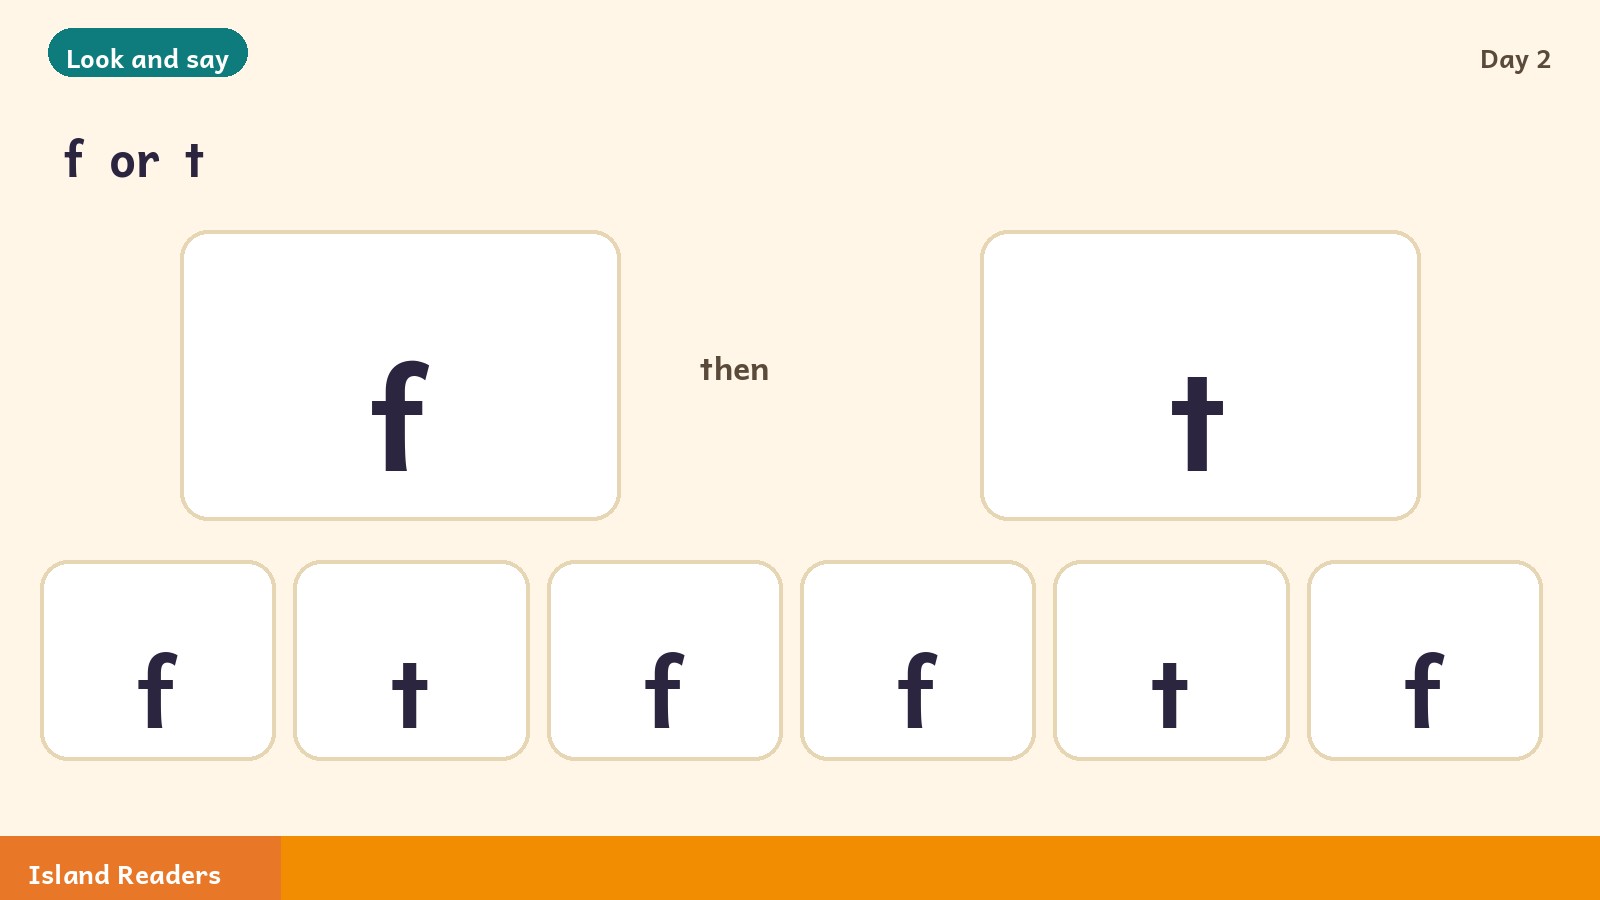 Look and say
Day 2
f or t
f then t
f t f f t f
Island Readers